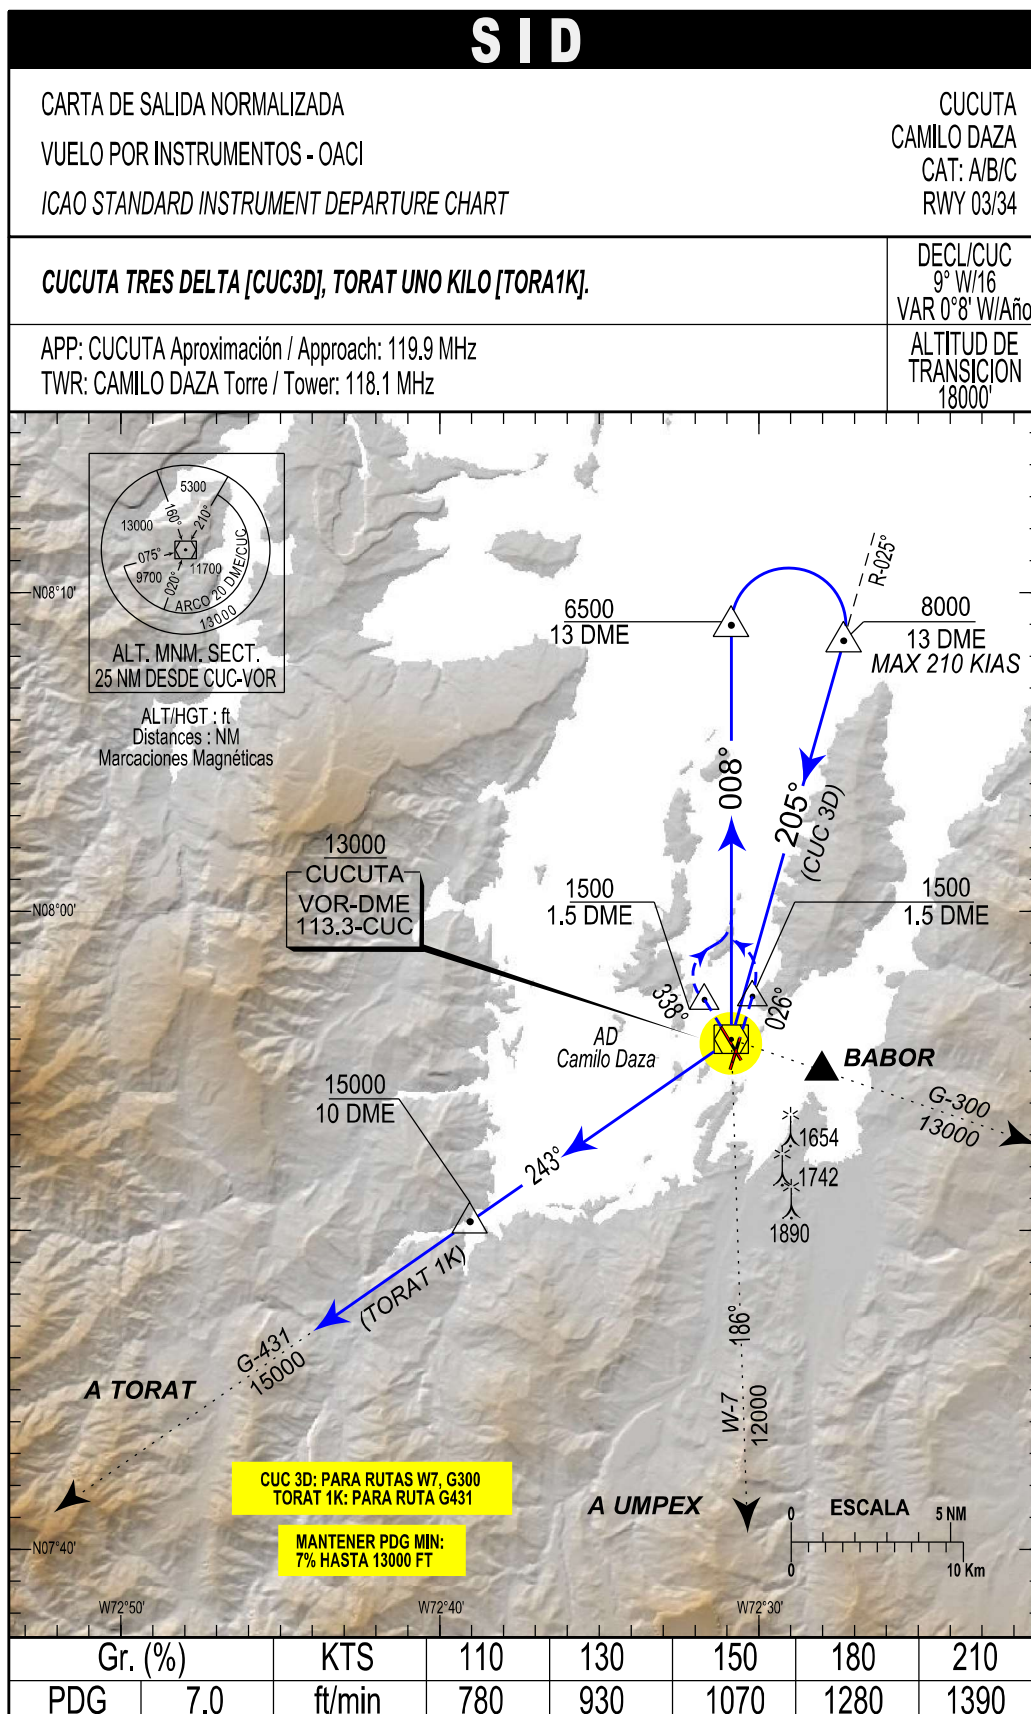 SID
CARTA DE SALIDA NORMALIZADA
VUELO POR INSTRUMENTOS - OACI
ICAO STANDARD INSTRUMENT DEPARTURE CHART
CUCUTA
CAMILO DAZA
CAT: A/B/C
RWY 03/34
CUCUTA TRES DELTA [CUC3D], TORAT UNO KILO [TORA1K].
DECL/CUC
9° W/16
VAR 0°8' W/Año
APP: CUCUTA Aproximación / Approach: 119.9 MHz
TWR: CAMILO DAZA Torre / Tower: 118.1 MHz
ALTITUD DE
TRANSICION
18000'
5300
160°
210°
13000
075°
9700
020°
11700
ARCO 20 DME/CUC
13000
ALT. MNM. SECT.
25 NM DESDE CUC-VOR
ALT/HGT : ft
Distances : NM
Marcaciones Magnéticas
N08°10'
R-025°
6500
13 DME
8000
13 DME
MAX 210 KIAS
008°
205°
(CUC 3D)
13000
CUCUTA
VOR-DME
113.3-CUC
1500
1.5 DME
1500
1.5 DME
N08°00'
338°
026°
AD
Camilo Daza
BABOR
G-300
13000
15000
10 DME
1654
1742
1890
243°
(TORAT 1K)
G-431
15000
A TORAT
186°
W-7
12000
CUC 3D: PARA RUTAS W7, G300
TORAT 1K: PARA RUTA G431
A UMPEX
MANTENER PDG MIN:
7% HASTA 13000 FT
0 ESCALA 5 NM
0 10 Km
N07°40'
W72°50'
W72°40'
W72°30'
Gr. (%) KTS 110 130 150 180 210
PDG 7.0 ft/min 780 930 1070 1280 1390